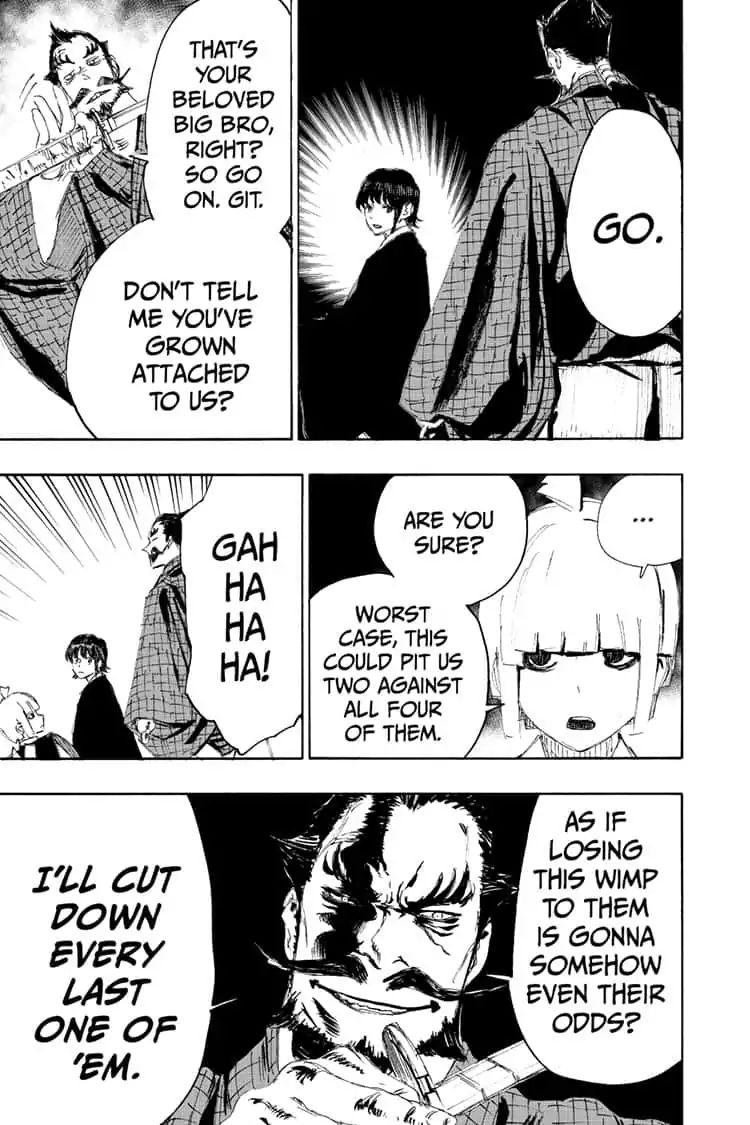 GO.
THAT'S
YOUR
BELOVED
BIG BRO,
RIGHT?
SO GO
ON. GIT.
DON'T TELL
ME YOU'VE
GROWN
ATTACHED
TO US?
...
ARE YOU
SURE?
WORST
CASE, THIS
COULD PIT US
TWO AGAINST
ALL FOUR
OF THEM.
GAH
HA
HA
HA!
AS IF
LOSING
THIS WIMP
TO THEM
IS GONNA
SOMEHOW
EVEN THEIR
ODDS?
I'LL CUT
DOWN
EVERY
LAST
ONE OF
'EM.